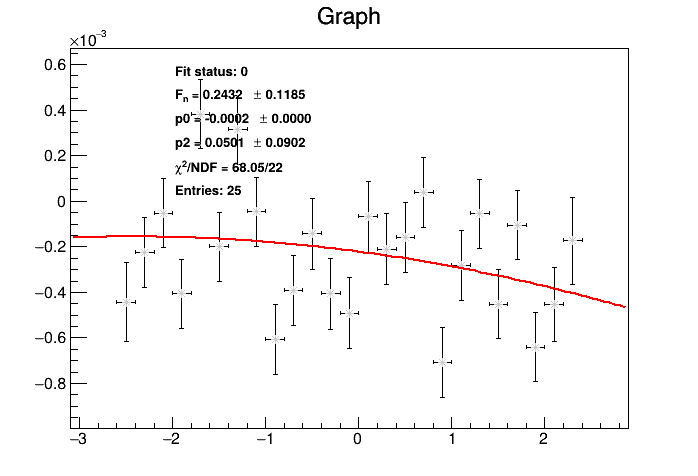 Graph
×10⁻³
Fit status: 0
Fn = 0.2432 ± 0.1185
p0 = -0.0002 ± 0.0000
p2 = 0.0501 ± 0.0902
χ²/NDF = 68.05/22
Entries: 25
0.6
0.4
0.2
0
−0.2
−0.4
−0.6
−0.8
−3 −2 −1 0 1 2